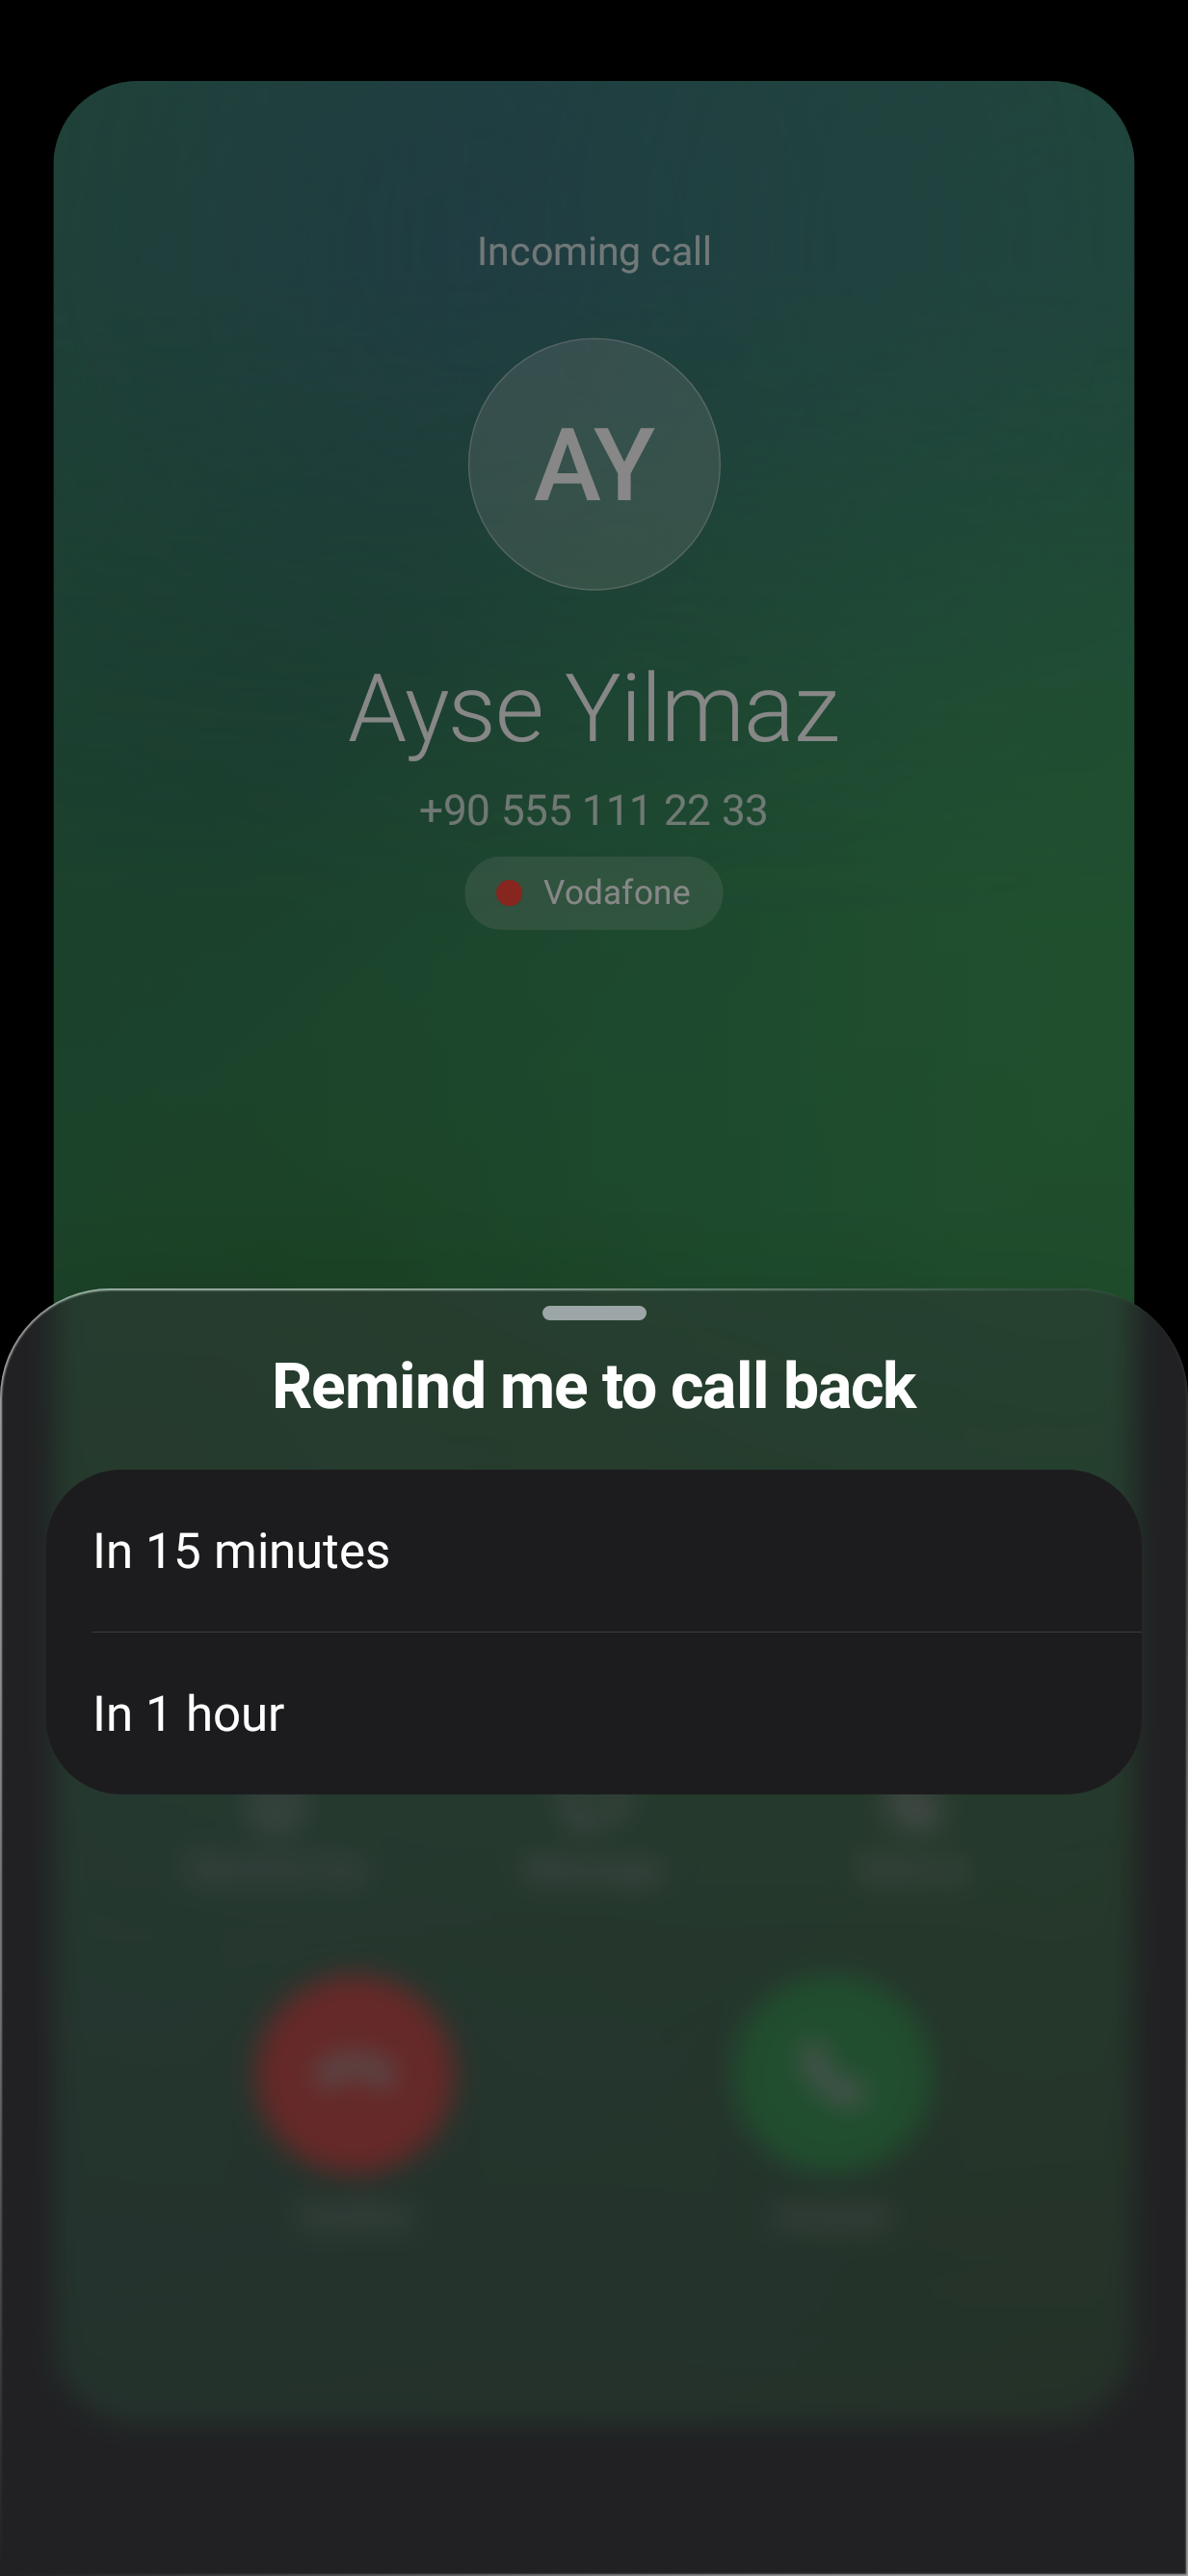 Incoming call
AY
Ayse Yilmaz
+90 555 111 22 33
Vodafone
Remind me to call back
In 15 minutes
In 1 hour